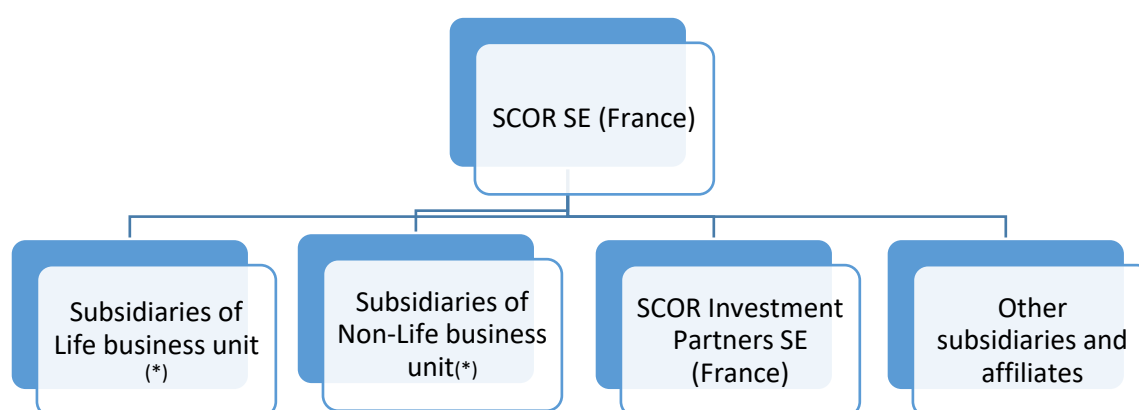 SCOR SE (France)
Subsidiaries of
Life business unit
(*)
Subsidiaries of
Non-Life business
unit(*)
SCOR Investment
Partners SE
(France)
Other
subsidiaries and
affiliates